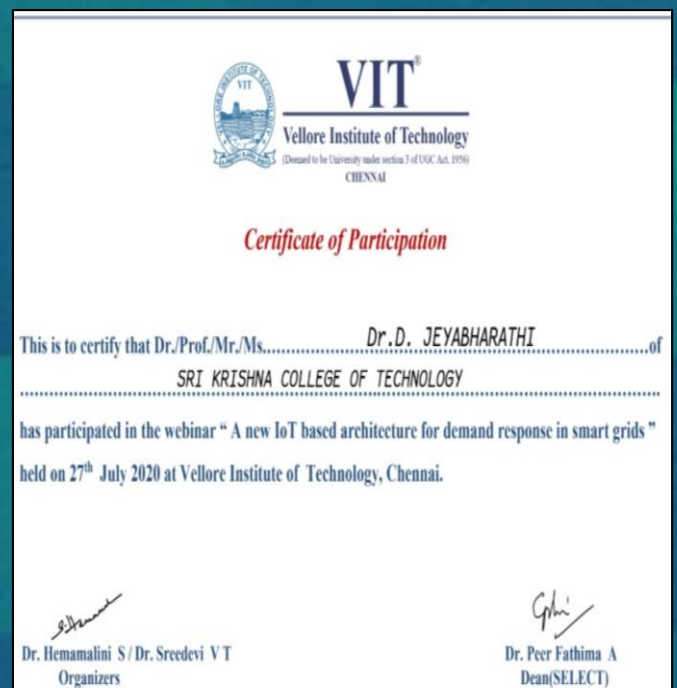 VIT®
VIT
Vellore Institute of Technology
(Deemed to be University under section 3 of UGC Act, 1956)
CHENNAI
Certificate of Participation
This is to certify that Dr./Prof./Mr./Ms. Dr.D. JEYABHARATHI of
SRI KRISHNA COLLEGE OF TECHNOLOGY
has participated in the webinar “ A new IoT based architecture for demand response in smart grids ”
held on 27th July 2020 at Vellore Institute of Technology, Chennai.
Dr. Hemamalini S / Dr. Sreedevi V T
Organizers
Dr. Peer Fathima A
Dean(SELECT)